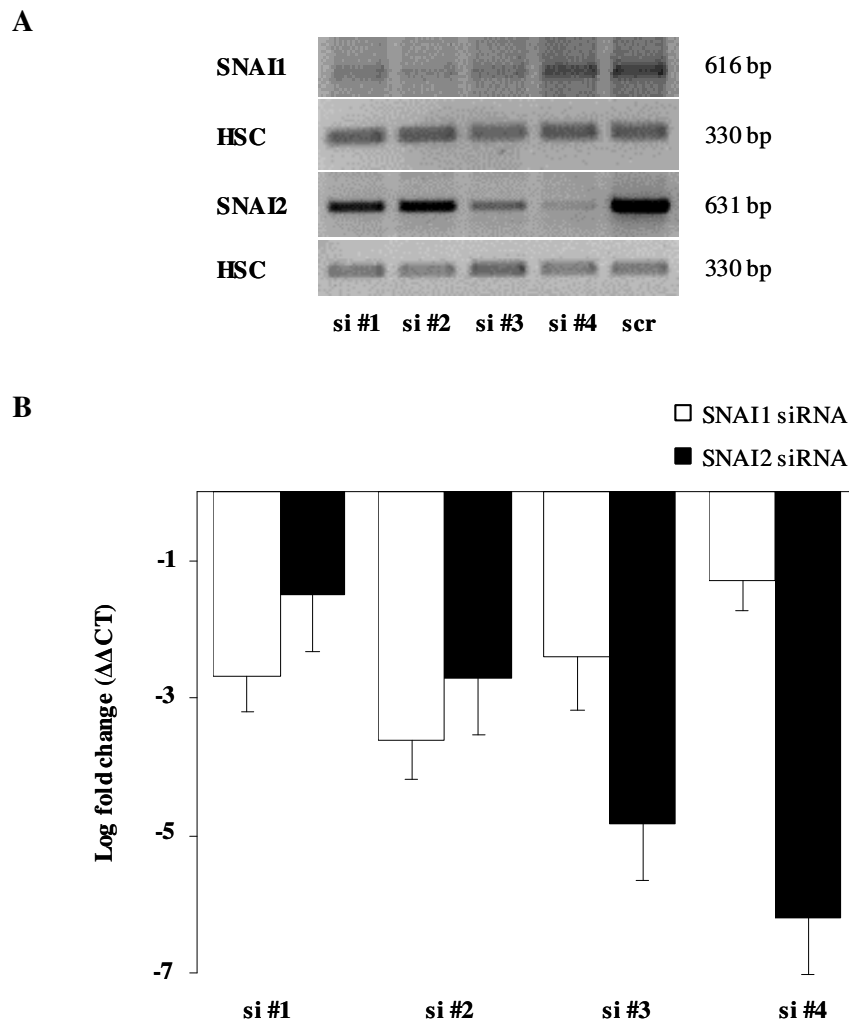 A
SNAI1 616 bp
HSC 330 bp
SNAI2 631 bp
HSC 330 bp
si #1 si #2 si #3 si #4 scr
B
SNAI1 siRNA
SNAI2 siRNA
-1
-3
-5
-7
Log fold change (ΔΔCT)
si #1 si #2 si #3 si #4